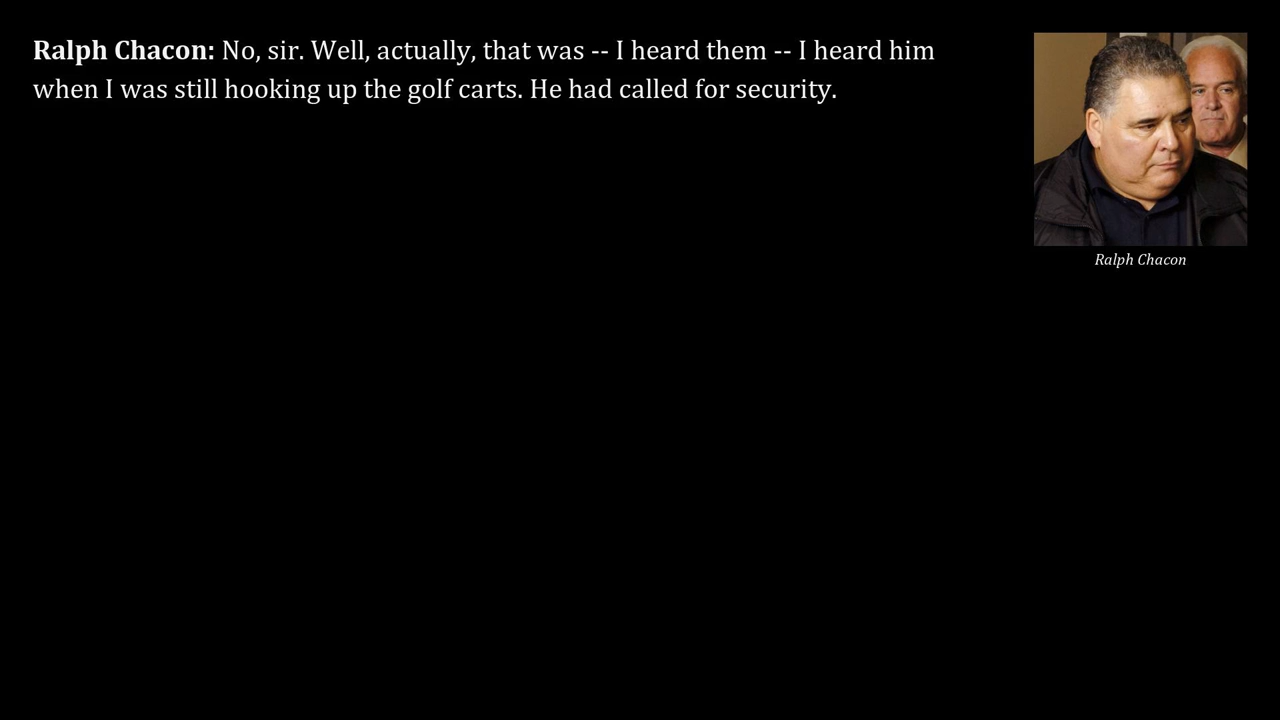 Ralph Chacon: No, sir. Well, actually, that was -- I heard them -- I heard him
when I was still hooking up the golf carts. He had called for security.
Ralph Chacon